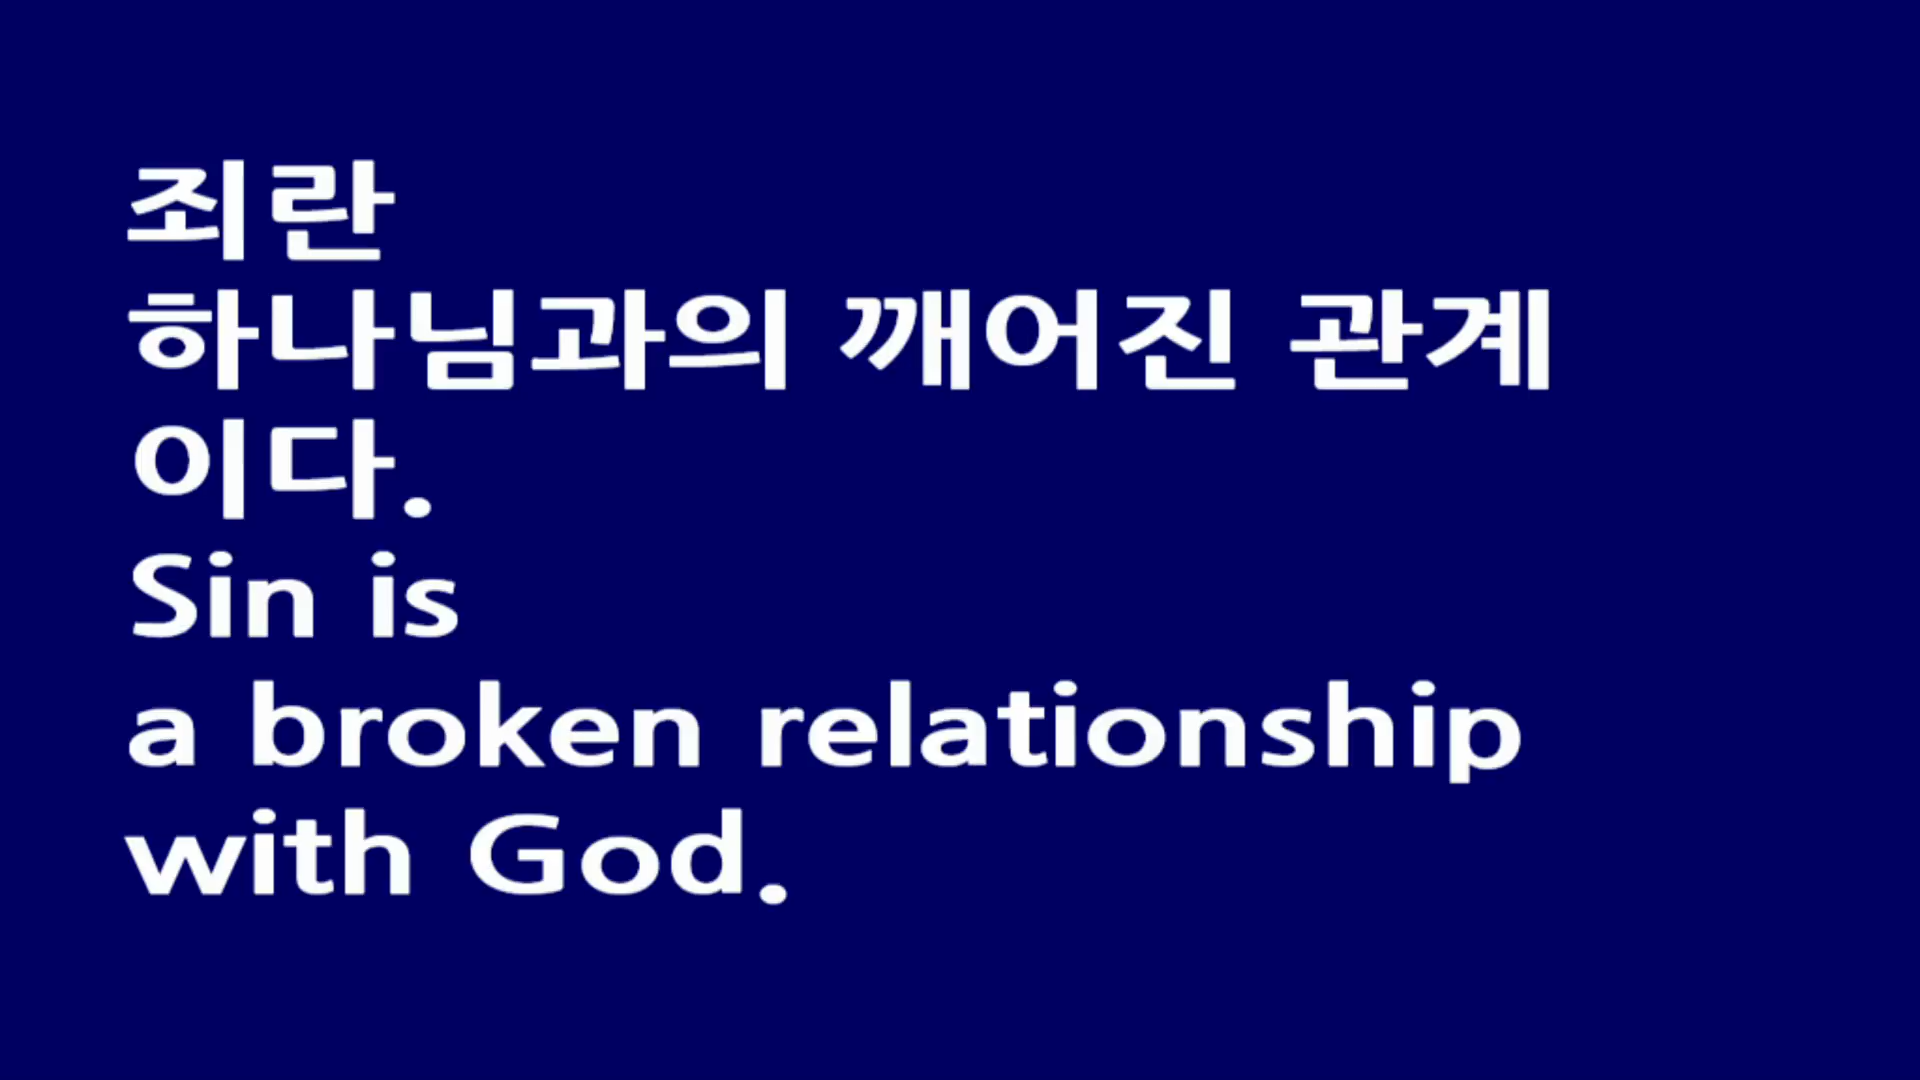 죄란
하나님과의 깨어진 관계
이다.
Sin is
a broken relationship
with God.